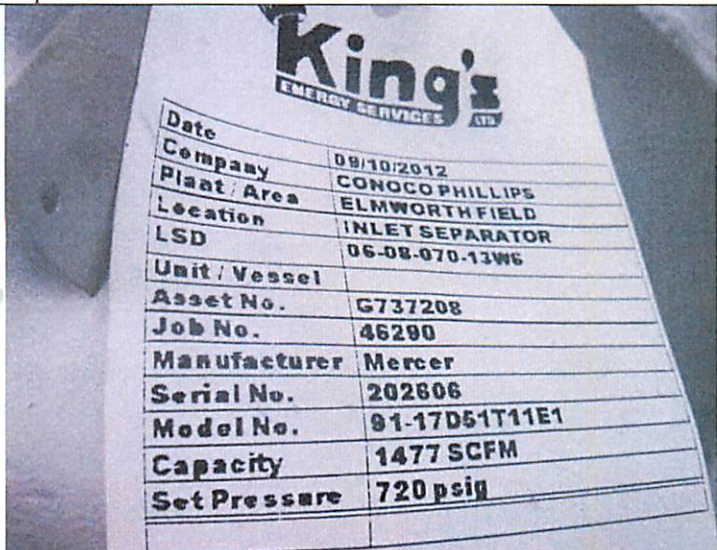 King's
ENERGY SERVICES LTD
Date 09/10/2012
Company CONOCO PHILLIPS
Plant / Area ELMWORTH FIELD
Location INLET SEPARATOR
LSD 06-08-070-13W6
Unit / Vessel
Asset No. G737208
Job No. 46290
Manufacturer Mercer
Serial No. 202606
Model No. 91-17D51T11E1
Capacity 1477 SCFM
Set Pressure 720 psig